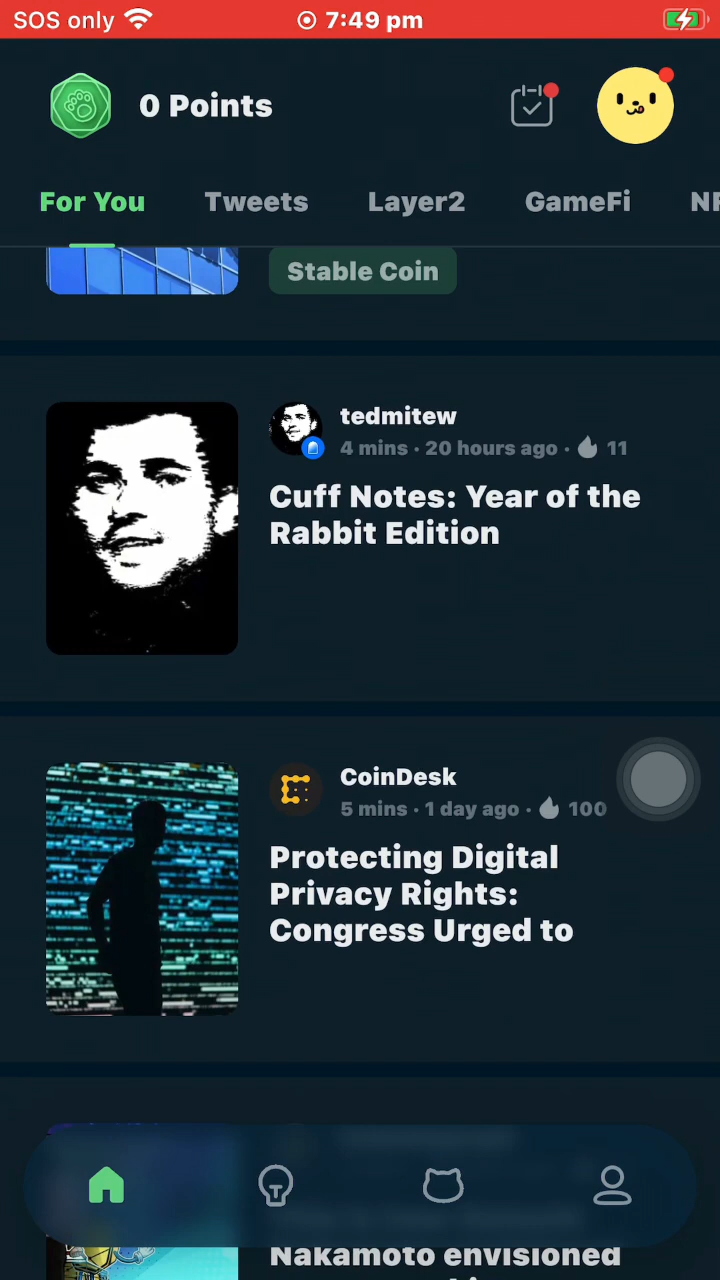 SOS only 7:49 pm
0 Points
For You Tweets Layer2 GameFi
Stable Coin
tedmitew
4 mins · 20 hours ago · 11
Cuff Notes: Year of the
Rabbit Edition
CoinDesk
5 mins · 1 day ago · 100
Protecting Digital
Privacy Rights:
Congress Urged to
Nakamoto envisioned